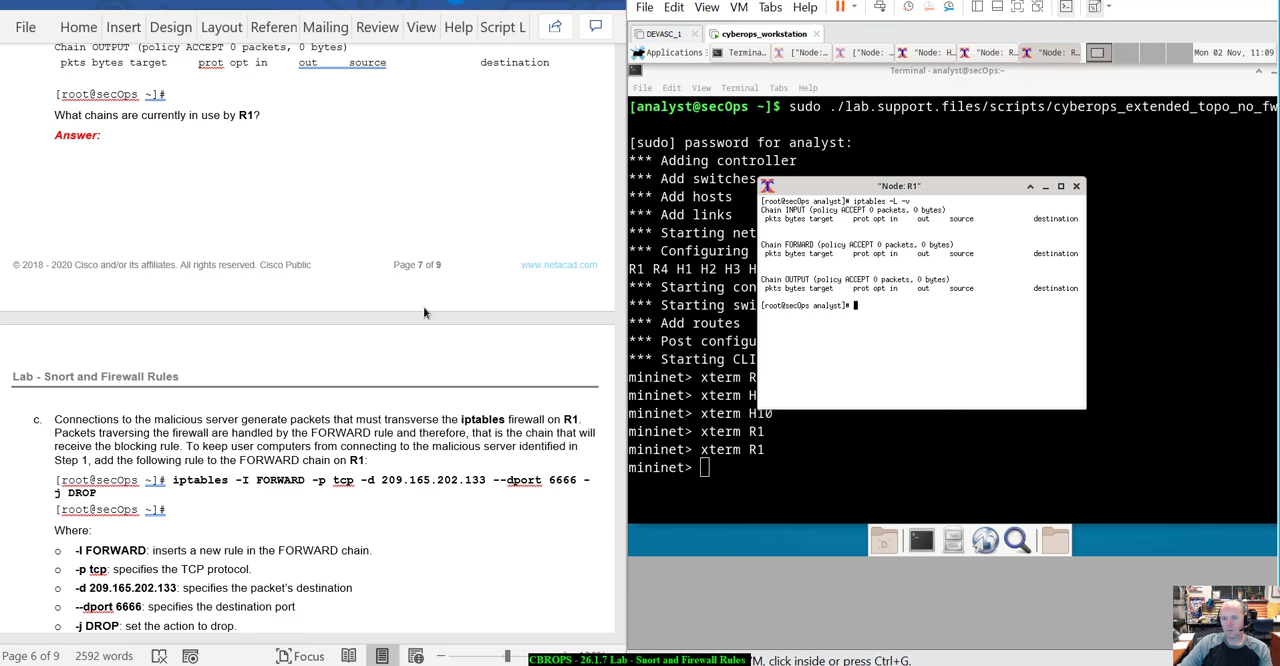 File Home Insert Design Layout Referen Mailing Review View Help Script L
Chain OUTPUT (policy ACCEPT 0 packets, 0 bytes)
pkts bytes target prot opt in out source destination
[root@secOps ~]#
What chains are currently in use by R1?
Answer:
© 2018 - 2020 Cisco and/or its affiliates. All rights reserved. Cisco Public Page 7 of 9 www.netacad.com
Lab - Snort and Firewall Rules
c. Connections to the malicious server generate packets that must transverse the iptables firewall on R1.
Packets traversing the firewall are handled by the FORWARD rule and therefore, that is the chain that will
receive the blocking rule. To keep user computers from connecting to the malicious server identified in
Step 1, add the following rule to the FORWARD chain on R1:
[root@secOps ~]# iptables -I FORWARD -p tcp -d 209.165.202.133 --dport 6666 -
j DROP
[root@secOps ~]#
Where:
o -I FORWARD: inserts a new rule in the FORWARD chain.
o -p tcp: specifies the TCP protocol.
o -d 209.165.202.133: specifies the packet's destination
o --dport 6666: specifies the destination port
o -j DROP: set the action to drop.
Page 6 of 9 2592 words Focus
File Edit View VM Tabs Help
DEVASC_1 cyberops_workstation
Applications Termina... ["Node:... ["Node: ... "Node: H... "Node: R... "Node: R... Mon 02 Nov, 11:09
Terminal - analyst@secOps:~
File Edit View Terminal Tabs Help
[analyst@secOps ~]$ sudo ./lab.support.files/scripts/cyberops_extended_topo_no_fw
[sudo] password for analyst:
*** Adding controller
*** Add switches
*** Add hosts
*** Add links
*** Starting net
*** Configuring
R1 R4 H1 H2 H3 H
*** Starting con
*** Starting swi
*** Add routes
*** Post configu
*** Starting CLI
mininet> xterm R
mininet> xterm H
mininet> xterm H10
mininet> xterm R1
mininet> xterm R1
mininet>
"Node: R1"
[root@secOps analyst]# iptables -L -v
Chain INPUT (policy ACCEPT 0 packets, 0 bytes)
pkts bytes target prot opt in out source destination
Chain FORWARD (policy ACCEPT 0 packets, 0 bytes)
pkts bytes target prot opt in out source destination
Chain OUTPUT (policy ACCEPT 0 packets, 0 bytes)
pkts bytes target prot opt in out source destination
[root@secOps analyst]#
CBROPS - 26.1.7 Lab - Snort and Firewall Rules
M, click inside or press Ctrl+G.